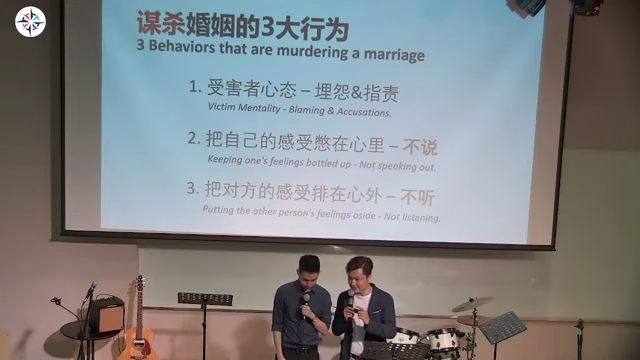 谋杀婚姻的3大行为
3 Behaviors that are murdering a marriage
1. 受害者心态 – 埋怨&指责
Victim Mentality - Blaming & Accusations.
2. 把自己的感受憋在心里 – 不说
Keeping one's feelings bottled up - Not speaking out.
3. 把对方的感受排在心外 – 不听
Putting the other person's feelings aside - Not listening.